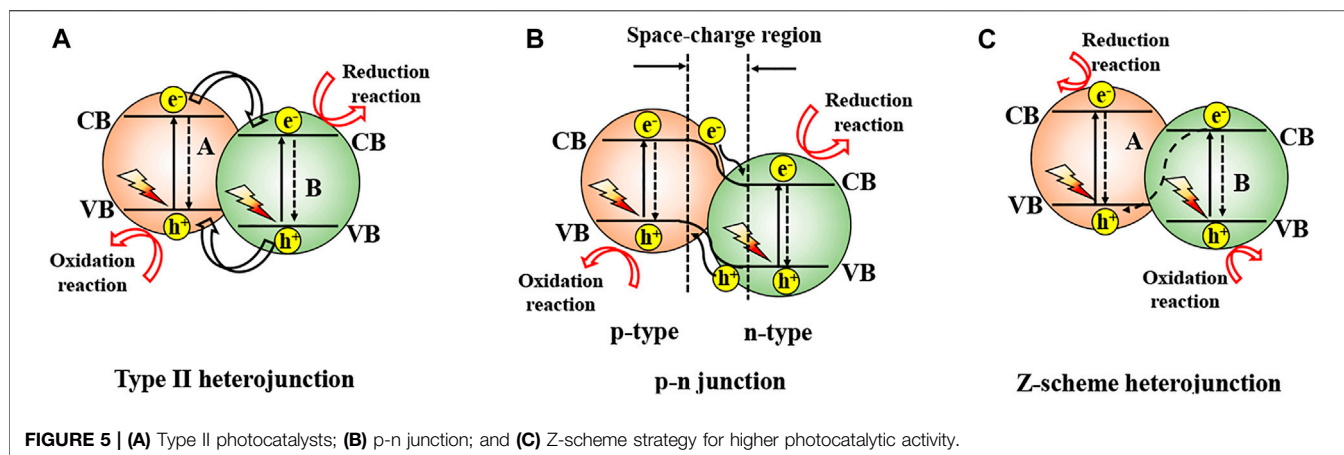 A
e-
e-
Reduction
reaction
CB
CB
A
B
VB
VB
h+
h+
Oxidation
reaction
Type II heterojunction
B
Space-charge region
e-
e-
Reduction
reaction
CB
e-
CB
VB
h+
Oxidation
reaction
h+
h+
VB
p-type
n-type
p-n junction
C
Reduction
reaction
e-
CB
e-
CB
A
B
VB
h+
h+
VB
Oxidation
reaction
Z-scheme heterojunction
FIGURE 5 | (A) Type II photocatalysts; (B) p-n junction; and (C) Z-scheme strategy for higher photocatalytic activity.